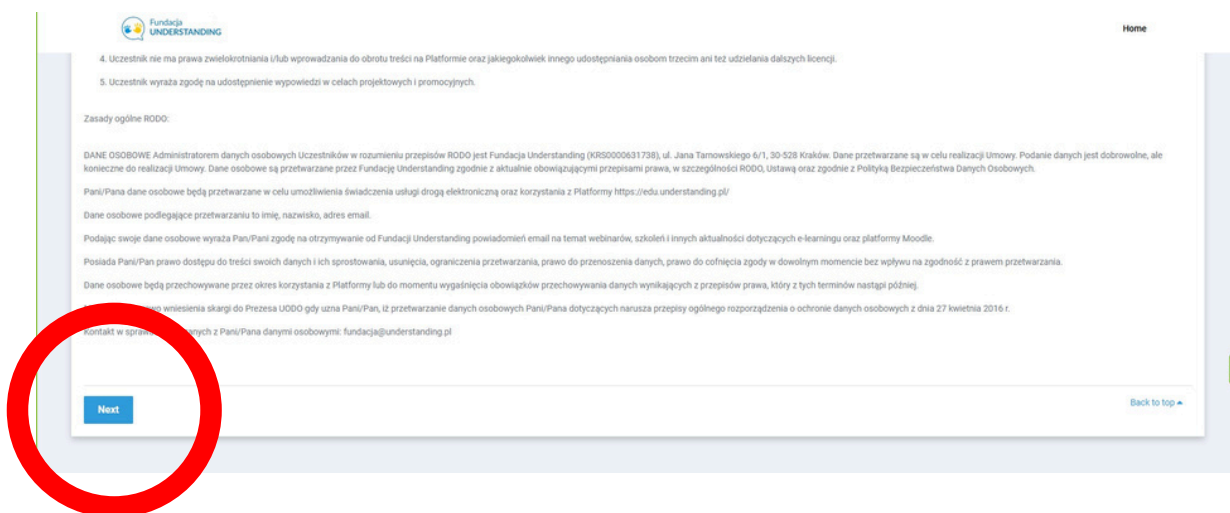 Fundacja
UNDERSTANDING
Home
4. Uczestnik nie ma prawa zwielokrotniania i/lub wprowadzania do obrotu treści na Platformie oraz jakiegokolwiek innego udostępniania osobom trzecim ani też udzielania dalszych licencji.
5. Uczestnik wyraża zgodę na udostępnienie wypowiedzi w celach projektowych i promocyjnych.
Zasady ogólne RODO:
DANE OSOBOWE Administratorem danych osobowych Uczestników w rozumieniu przepisów RODO jest Fundacja Understanding (KRS0000631738), ul. Jana Tarnowskiego 6/1, 30-528 Kraków. Dane przetwarzane są w celu realizacji Umowy. Podanie danych jest dobrowolne, ale
konieczne do realizacji Umowy. Dane osobowe są przetwarzane przez Fundację Understanding zgodnie z aktualnie obowiązującymi przepisami prawa, w szczególności RODO, Ustawą oraz zgodnie z Polityką Bezpieczeństwa Danych Osobowych.
Pani/Pana dane osobowe będą przetwarzane w celu umożliwienia świadczenia usługi drogą elektroniczną oraz korzystania z Platformy https://edu.understanding.pl/
Dane osobowe podlegające przetwarzaniu to imię, nazwisko, adres email.
Podając swoje dane osobowe wyraża Pan/Pani zgodę na otrzymywanie od Fundacji Understanding powiadomień email na temat webinarów, szkoleń i innych aktualności dotyczących e-learningu oraz platformy Moodle.
Posiada Pani/Pan prawo dostępu do treści swoich danych i ich sprostowania, usunięcia, ograniczenia przetwarzania, prawo do przenoszenia danych, prawo do cofnięcia zgody w dowolnym momencie bez wpływu na zgodność z prawem przetwarzania.
Dane osobowe będą przechowywane przez okres korzystania z Platformy lub do momentu wygaśnięcia obowiązków przechowywania danych wynikających z przepisów prawa, który z tych terminów nastąpi później.
wniesienia skargi do Prezesa UODO gdy uzna Pani/Pan, iż przetwarzanie danych osobowych Pani/Pana dotyczących narusza przepisy ogólnego rozporządzenia o ochronie danych osobowych z dnia 27 kwietnia 2016 r.
Kontakt w z Pani/Pana danymi osobowymi: fundacja@understanding.pl
Next
Back to top